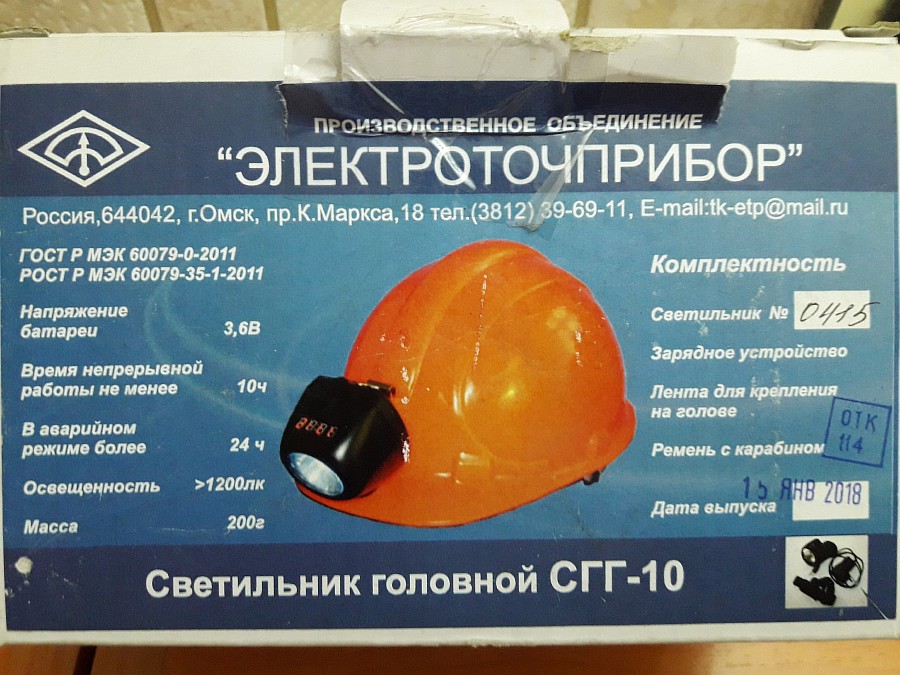 ПРОИЗВОДСТВЕННОЕ ОБЪЕДИНЕНИЕ
“ЭЛЕКТРОТОЧПРИБОР”
Россия,644042, г.Омск, пр.К.Маркса,18 тел.(3812) 39-69-11, E-mail:tk-etp@mail.ru
ГОСТ Р МЭК 60079-0-2011
РОСТ Р МЭК 60079-35-1-2011
Напряжение
батареи 3,6В
Время непрерывной
работы не менее 10ч
В аварийном
режиме более 24 ч
Освещенность >1200лк
Масса 200г
8888
Комплектность
Светильник № 0415
Зарядное устройство
Лента для крепления
на голове
Ремень с карабином
ОТК
114
Дата выпуска 15 ЯНВ 2018
Светильник головной СГГ-10